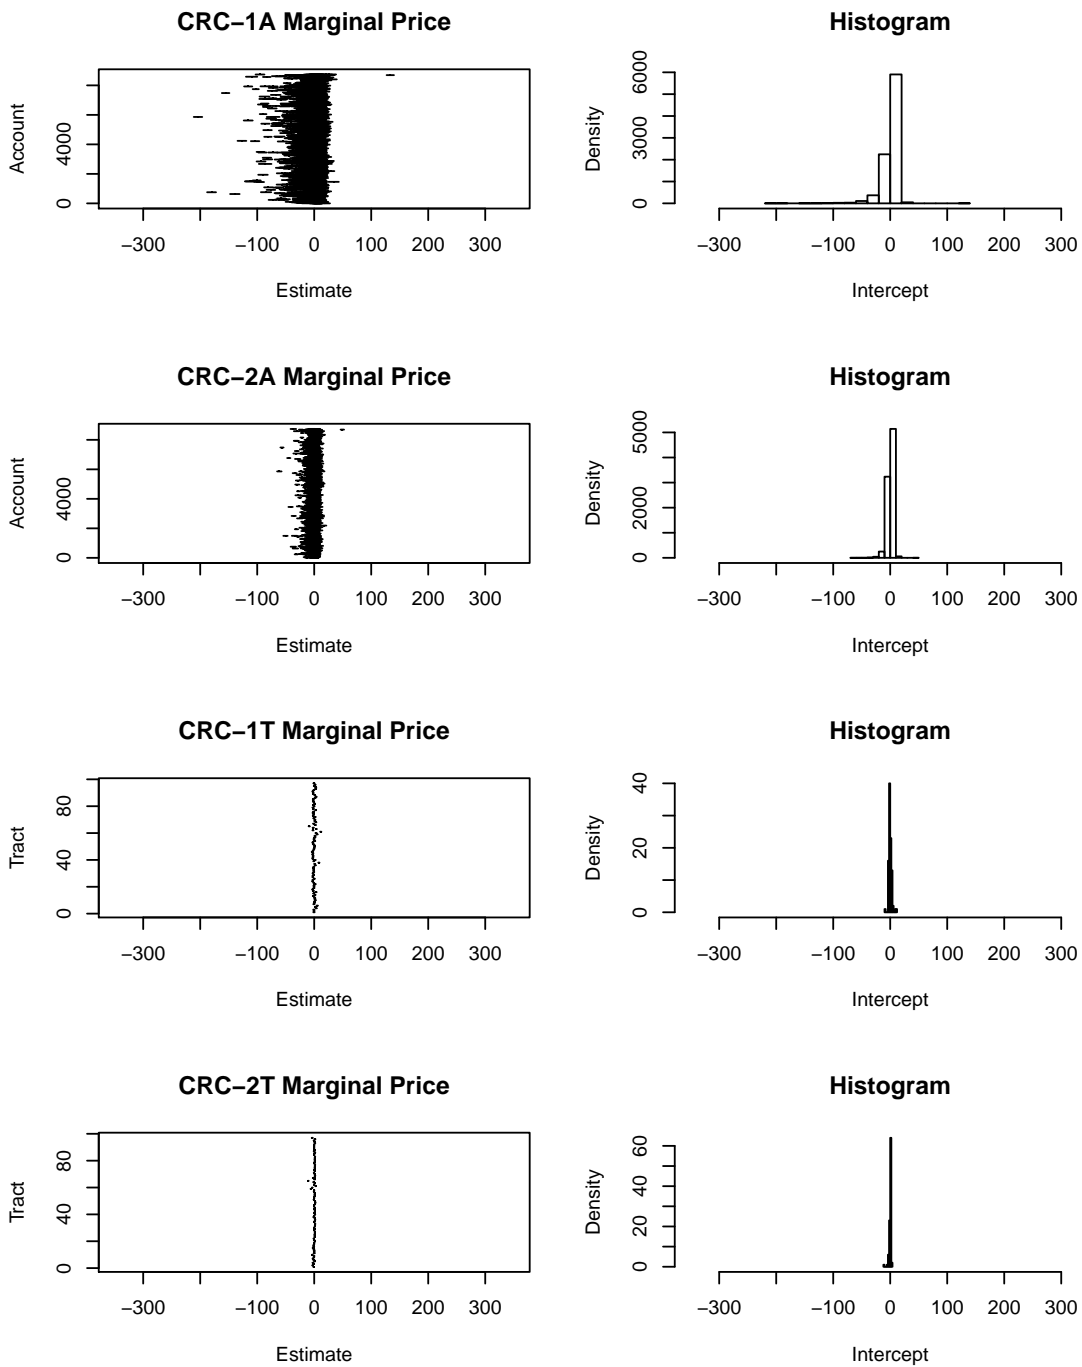 CRC−1A Marginal Price
Account
0 4000
−300 −100 0 100 200 300
Estimate
Histogram
Density
0 3000 6000
−300 −100 0 100 200 300
Intercept
CRC−2A Marginal Price
Account
0 4000
−300 −100 0 100 200 300
Estimate
Histogram
Density
0 2000 5000
−300 −100 0 100 200 300
Intercept
CRC−1T Marginal Price
Tract
0 40 80
−300 −100 0 100 200 300
Estimate
Histogram
Density
0 20 40
−300 −100 0 100 200 300
Intercept
CRC−2T Marginal Price
Tract
0 40 80
−300 −100 0 100 200 300
Estimate
Histogram
Density
0 20 40 60
−300 −100 0 100 200 300
Intercept